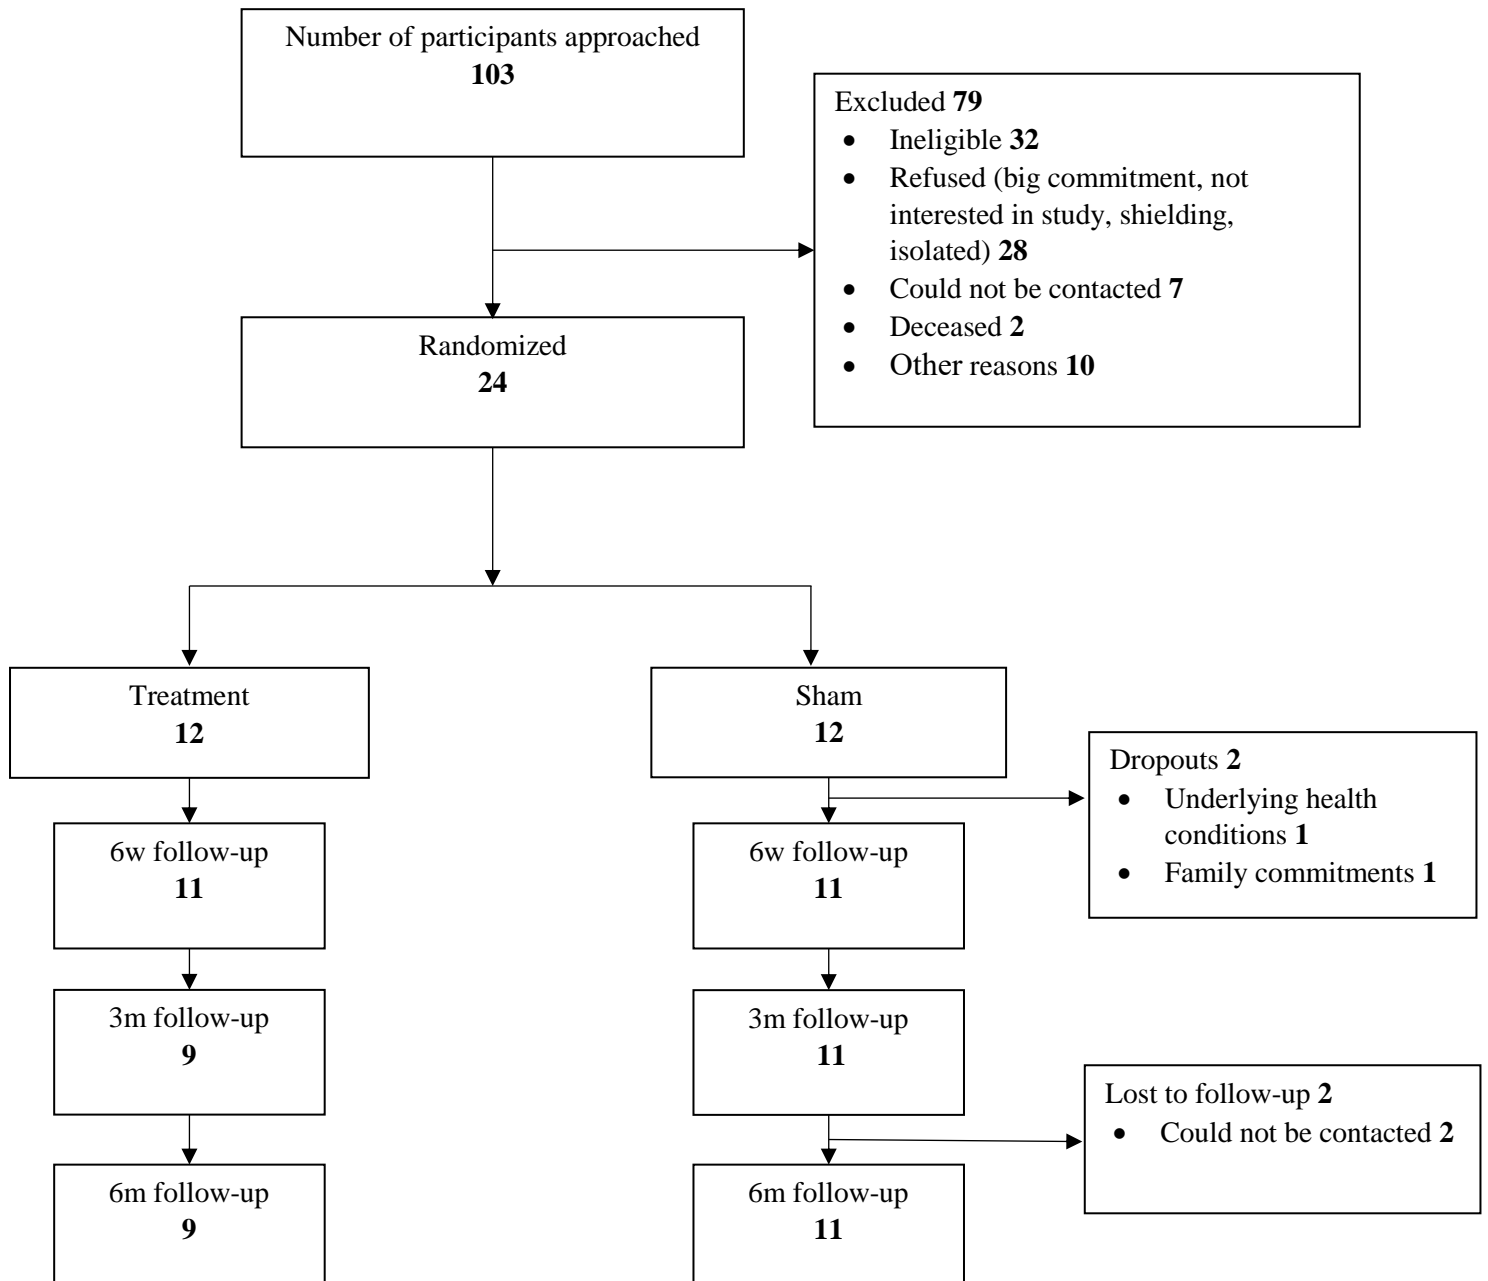 Number of participants approached
103
Excluded 79
• Ineligible 32
• Refused (big commitment, not
interested in study, shielding,
isolated) 28
• Could not be contacted 7
• Deceased 2
• Other reasons 10
Randomized
24
Treatment
12
Sham
12
Dropouts 2
• Underlying health
conditions 1
• Family commitments 1
6w follow-up
11
6w follow-up
11
3m follow-up
9
3m follow-up
11
Lost to follow-up 2
• Could not be contacted 2
6m follow-up
9
6m follow-up
11